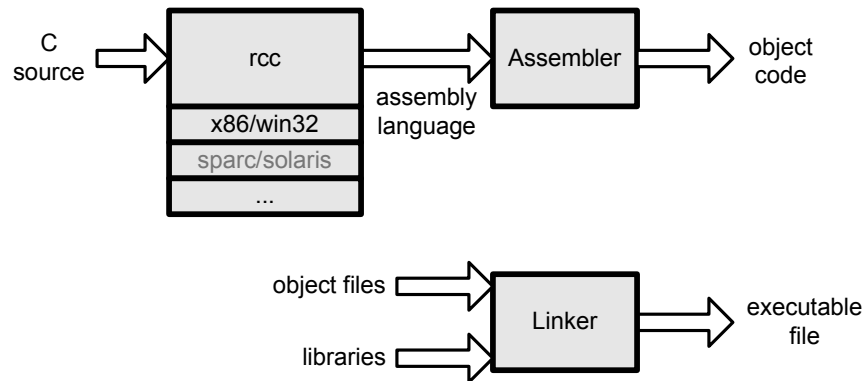 C
source
rcc
assembly
language
Assembler
object
code
x86/win32
sparc/solaris
...
object files
libraries
Linker
executable
file